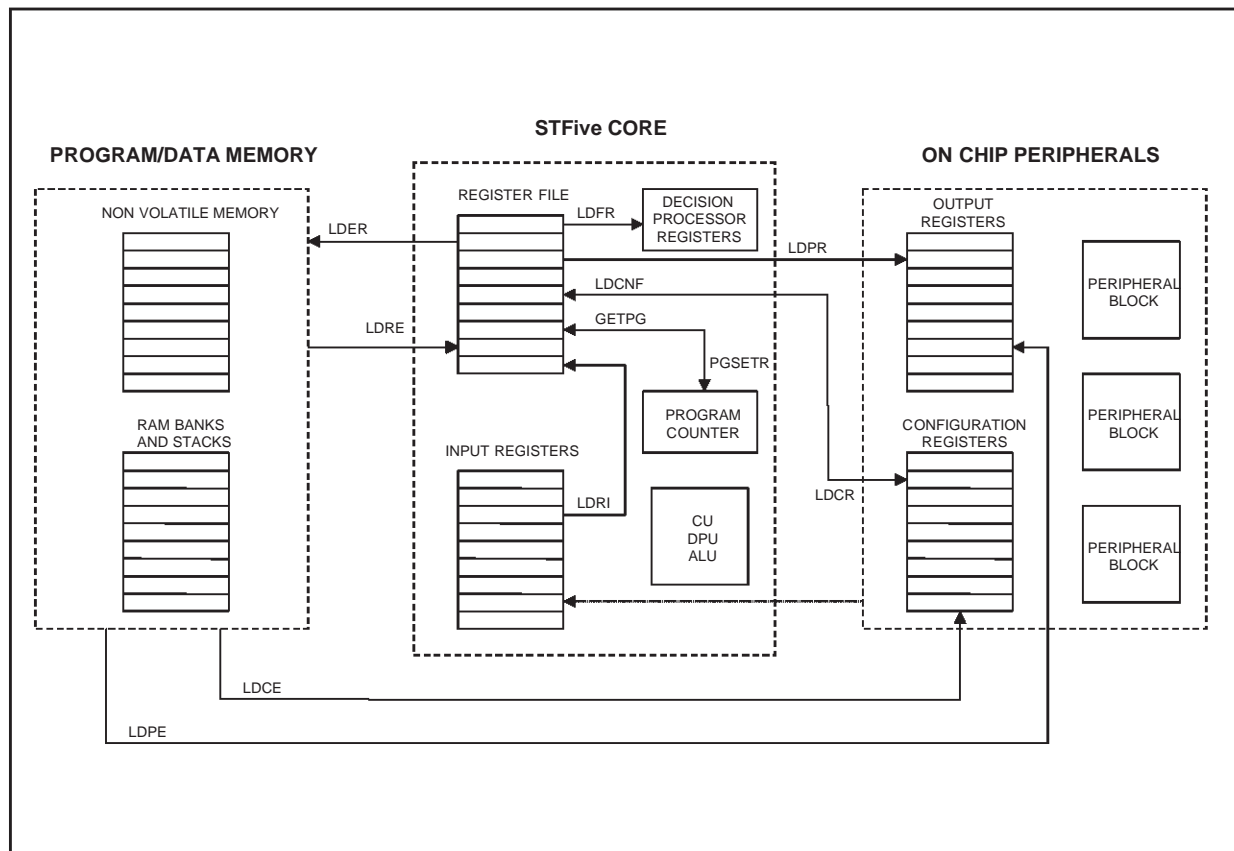 STFive CORE
PROGRAM/DATA MEMORY
ON CHIP PERIPHERALS
NON VOLATILE MEMORY
LDER
LDRE
RAM BANKS
AND STACKS
REGISTER FILE
LDFR
DECISION
PROCESSOR
REGISTERS
LDPR
LDCNF
GETPG
PGSETR
PROGRAM
COUNTER
INPUT REGISTERS
LDRI
CU
DPU
ALU
LDCR
OUTPUT
REGISTERS
CONFIGURATION
REGISTERS
PERIPHERAL
BLOCK
PERIPHERAL
BLOCK
PERIPHERAL
BLOCK
LDCE
LDPE